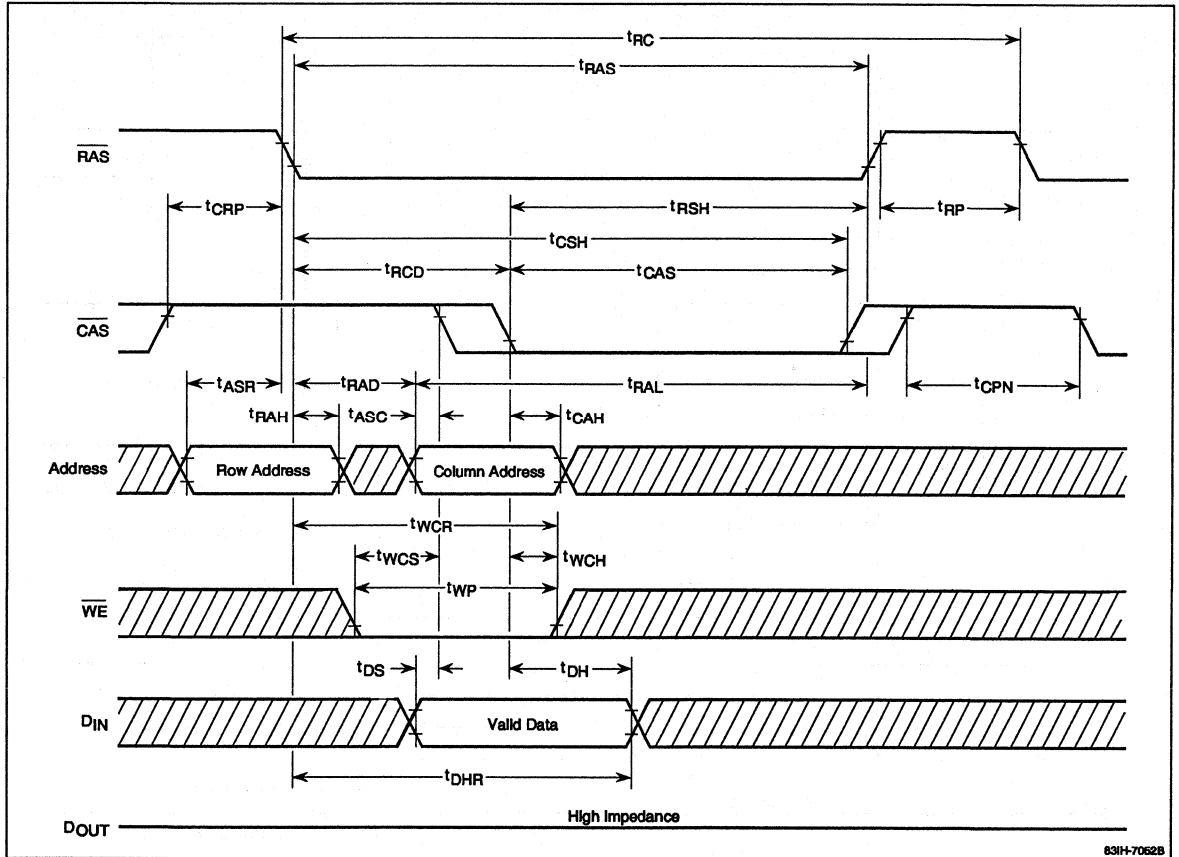 tRC
tRAS
RAS
tCRP
tRSH
tRP
tCSH
tRCD
tCAS
CAS
tASR
tRAD
tRAL
tCPN
tRAH
tASC
tCAH
Address
Row Address
Column Address
tWCR
tWCS
tWCH
tWP
WE
tDS
tDH
DIN
Valid Data
tDHR
High Impedance
DOUT
83IH-7052B